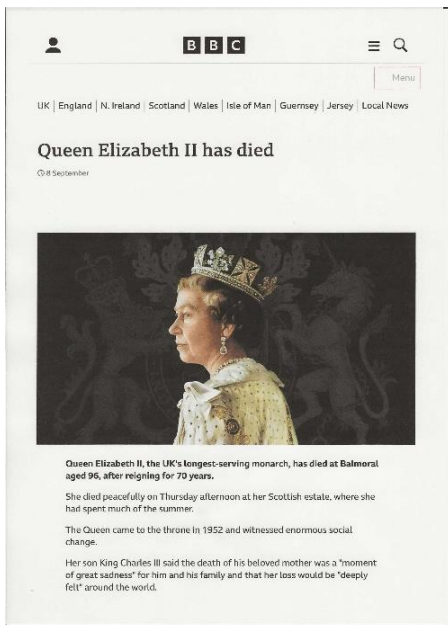 BBC
Menu
UK | England | N. Ireland | Scotland | Wales | Isle of Man | Guernsey | Jersey | Local News
Queen Elizabeth II has died
8 September
Queen Elizabeth II, the UK's longest-serving monarch, has died at Balmoral
aged 96, after reigning for 70 years.
She died peacefully on Thursday afternoon at her Scottish estate, where she
had spent much of the summer.
The Queen came to the throne in 1952 and witnessed enormous social
change.
Her son King Charles III said the death of his beloved mother was a "moment
of great sadness" for him and his family and that her loss would be "deeply
felt" around the world.